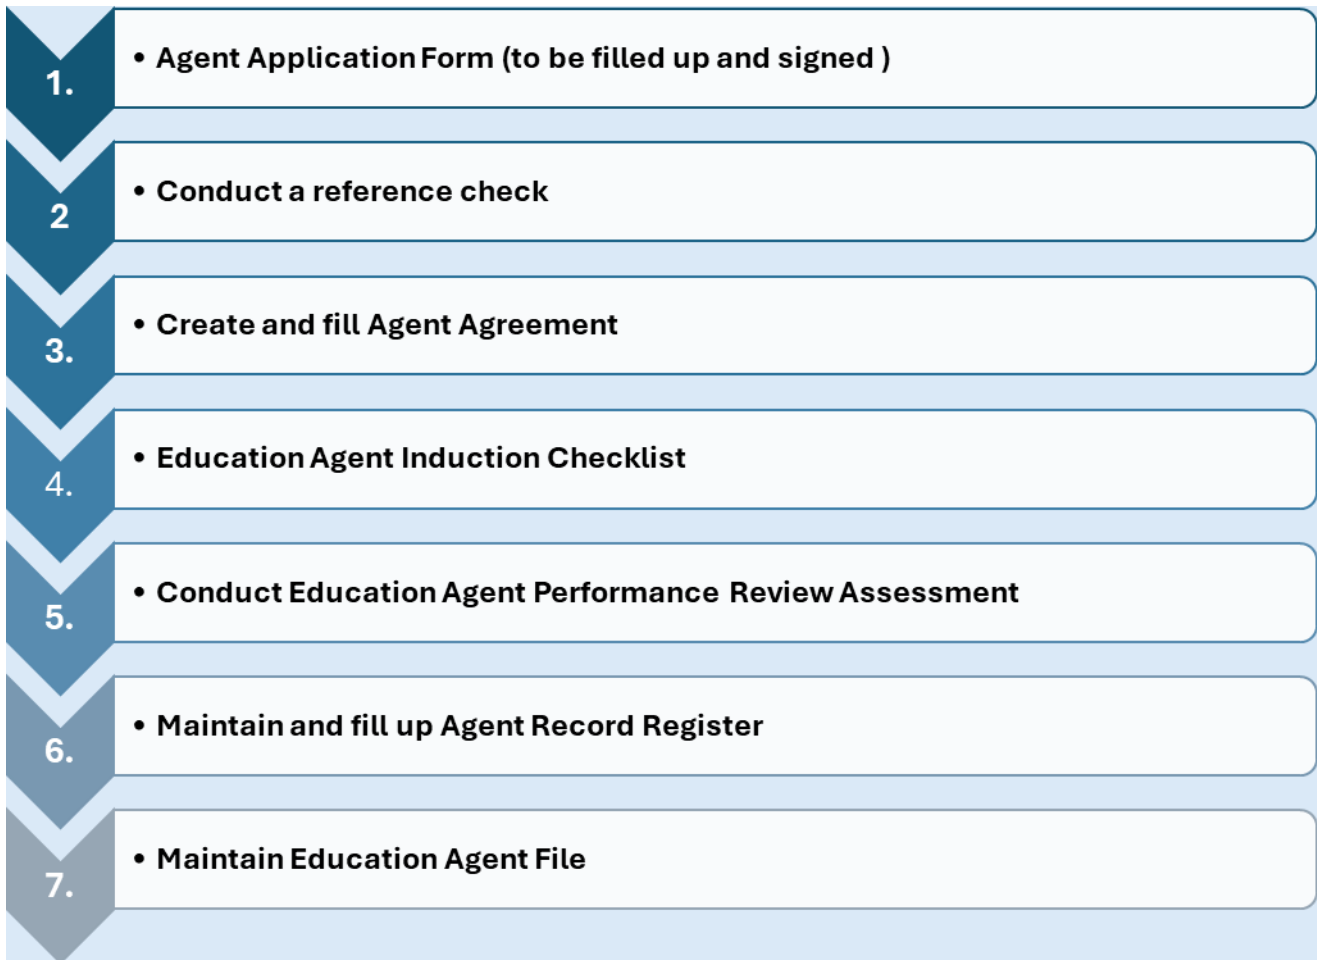 1.
• Agent Application Form (to be filled up and signed )
2
• Conduct a reference check
3.
• Create and fill Agent Agreement
4.
• Education Agent Induction Checklist
5.
• Conduct Education Agent Performance Review Assessment
6.
• Maintain and fill up Agent Record Register
7.
• Maintain Education Agent File